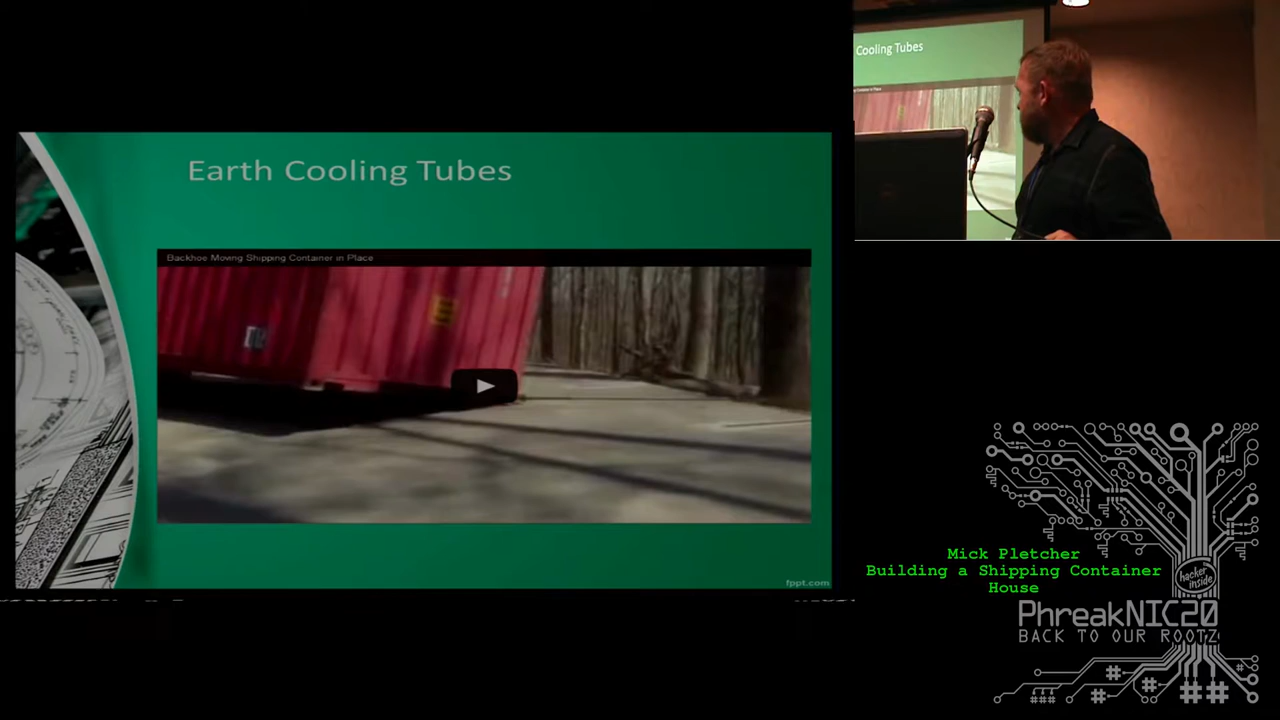 Earth Cooling Tubes
Backhoe Moving Shipping Container in Place
fppt.com
Cooling Tubes
Mick Pletcher
Building a Shipping Container
House
hacker
inside
PhreakNIC20
BACK TO OUR ROOTZ
#
#
###
#
##
#